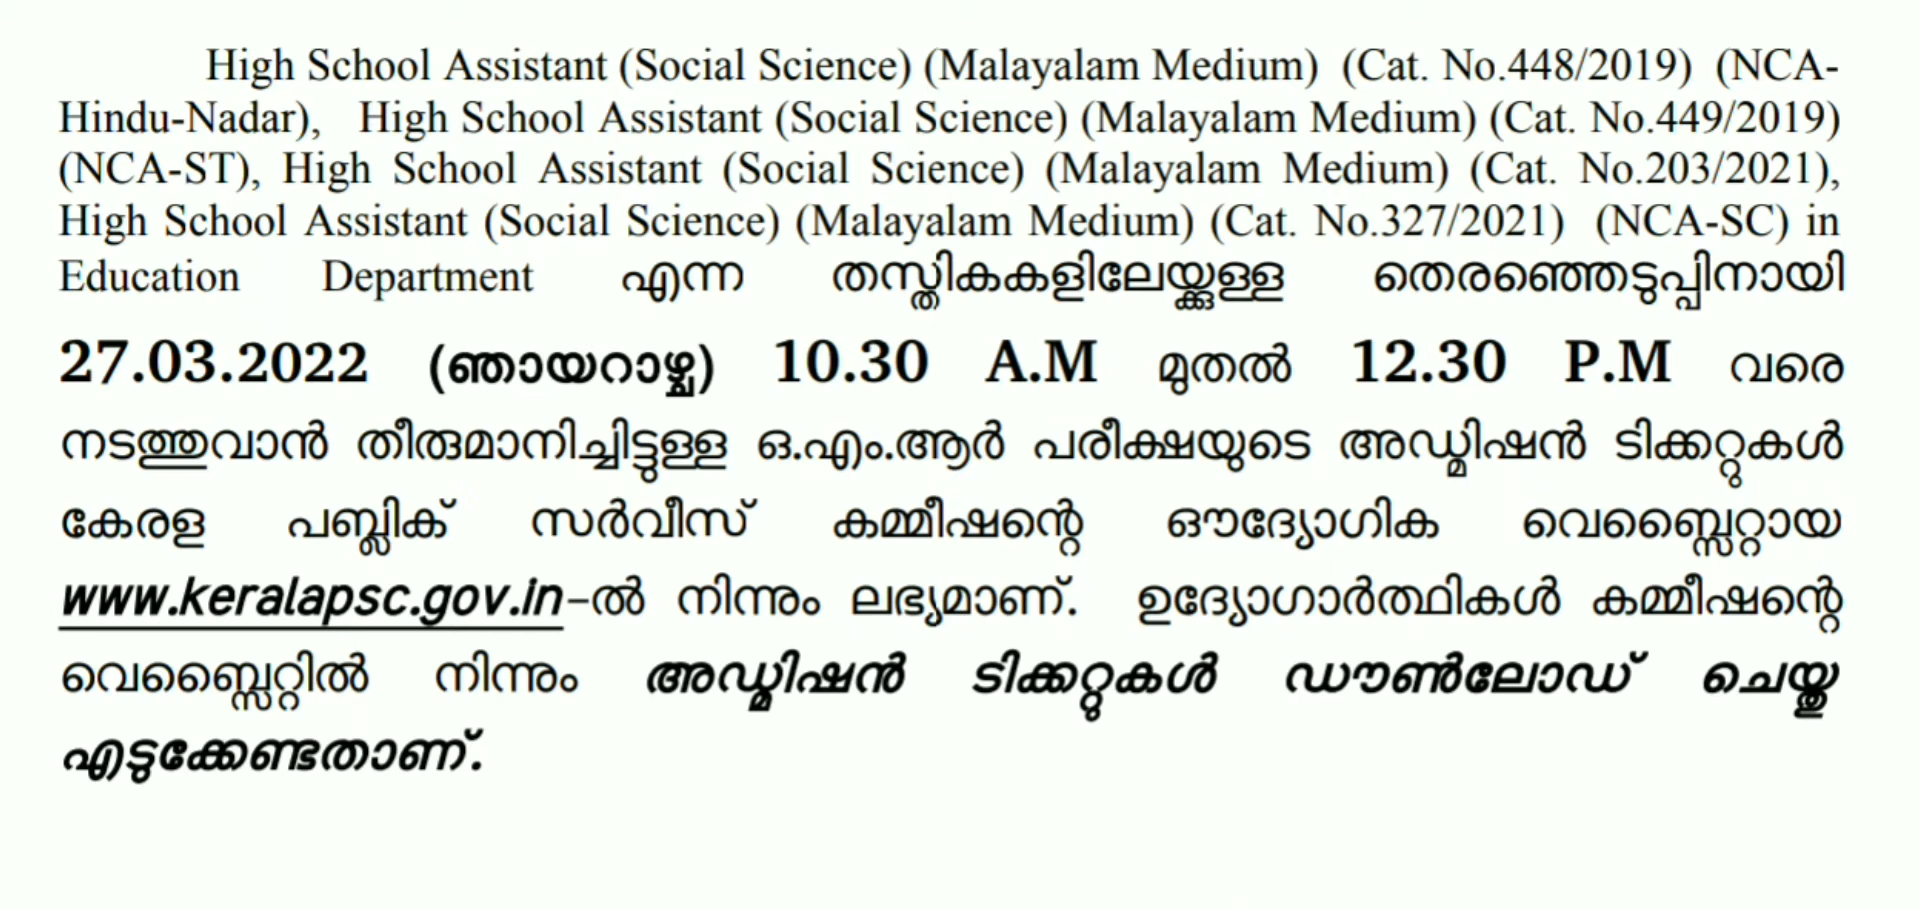 High School Assistant (Social Science) (Malayalam Medium) (Cat. No.448/2019) (NCA-
Hindu-Nadar), High School Assistant (Social Science) (Malayalam Medium) (Cat. No.449/2019)
(NCA-ST), High School Assistant (Social Science) (Malayalam Medium) (Cat. No.203/2021),
High School Assistant (Social Science) (Malayalam Medium) (Cat. No.327/2021) (NCA-SC) in
Education Department എന്ന തസ്തികകളിലേയ്ക്കുള്ള തെരഞ്ഞെടുപ്പിനായി
27.03.2022 (ഞായറാഴ്ച) 10.30 A.M മുതൽ 12.30 P.M വരെ
നടത്തുവാൻ തീരുമാനിച്ചിട്ടുള്ള ഒ.എം.ആർ പരീക്ഷയുടെ അഡ്മിഷൻ ടിക്കറ്റുകൾ
കേരള പബ്ലിക് സർവീസ് കമ്മീഷന്റെ ഔദ്യോഗിക വെബ്സൈറ്റായ
www.keralapsc.gov.in-ൽ നിന്നും ലഭ്യമാണ്. ഉദ്യോഗാർത്ഥികൾ കമ്മീഷന്റെ
വെബ്സൈറ്റിൽ നിന്നും അഡ്മിഷൻ ടിക്കറ്റുകൾ ഡൗൺലോഡ് ചെയ്തു
എടുക്കേണ്ടതാണ്.